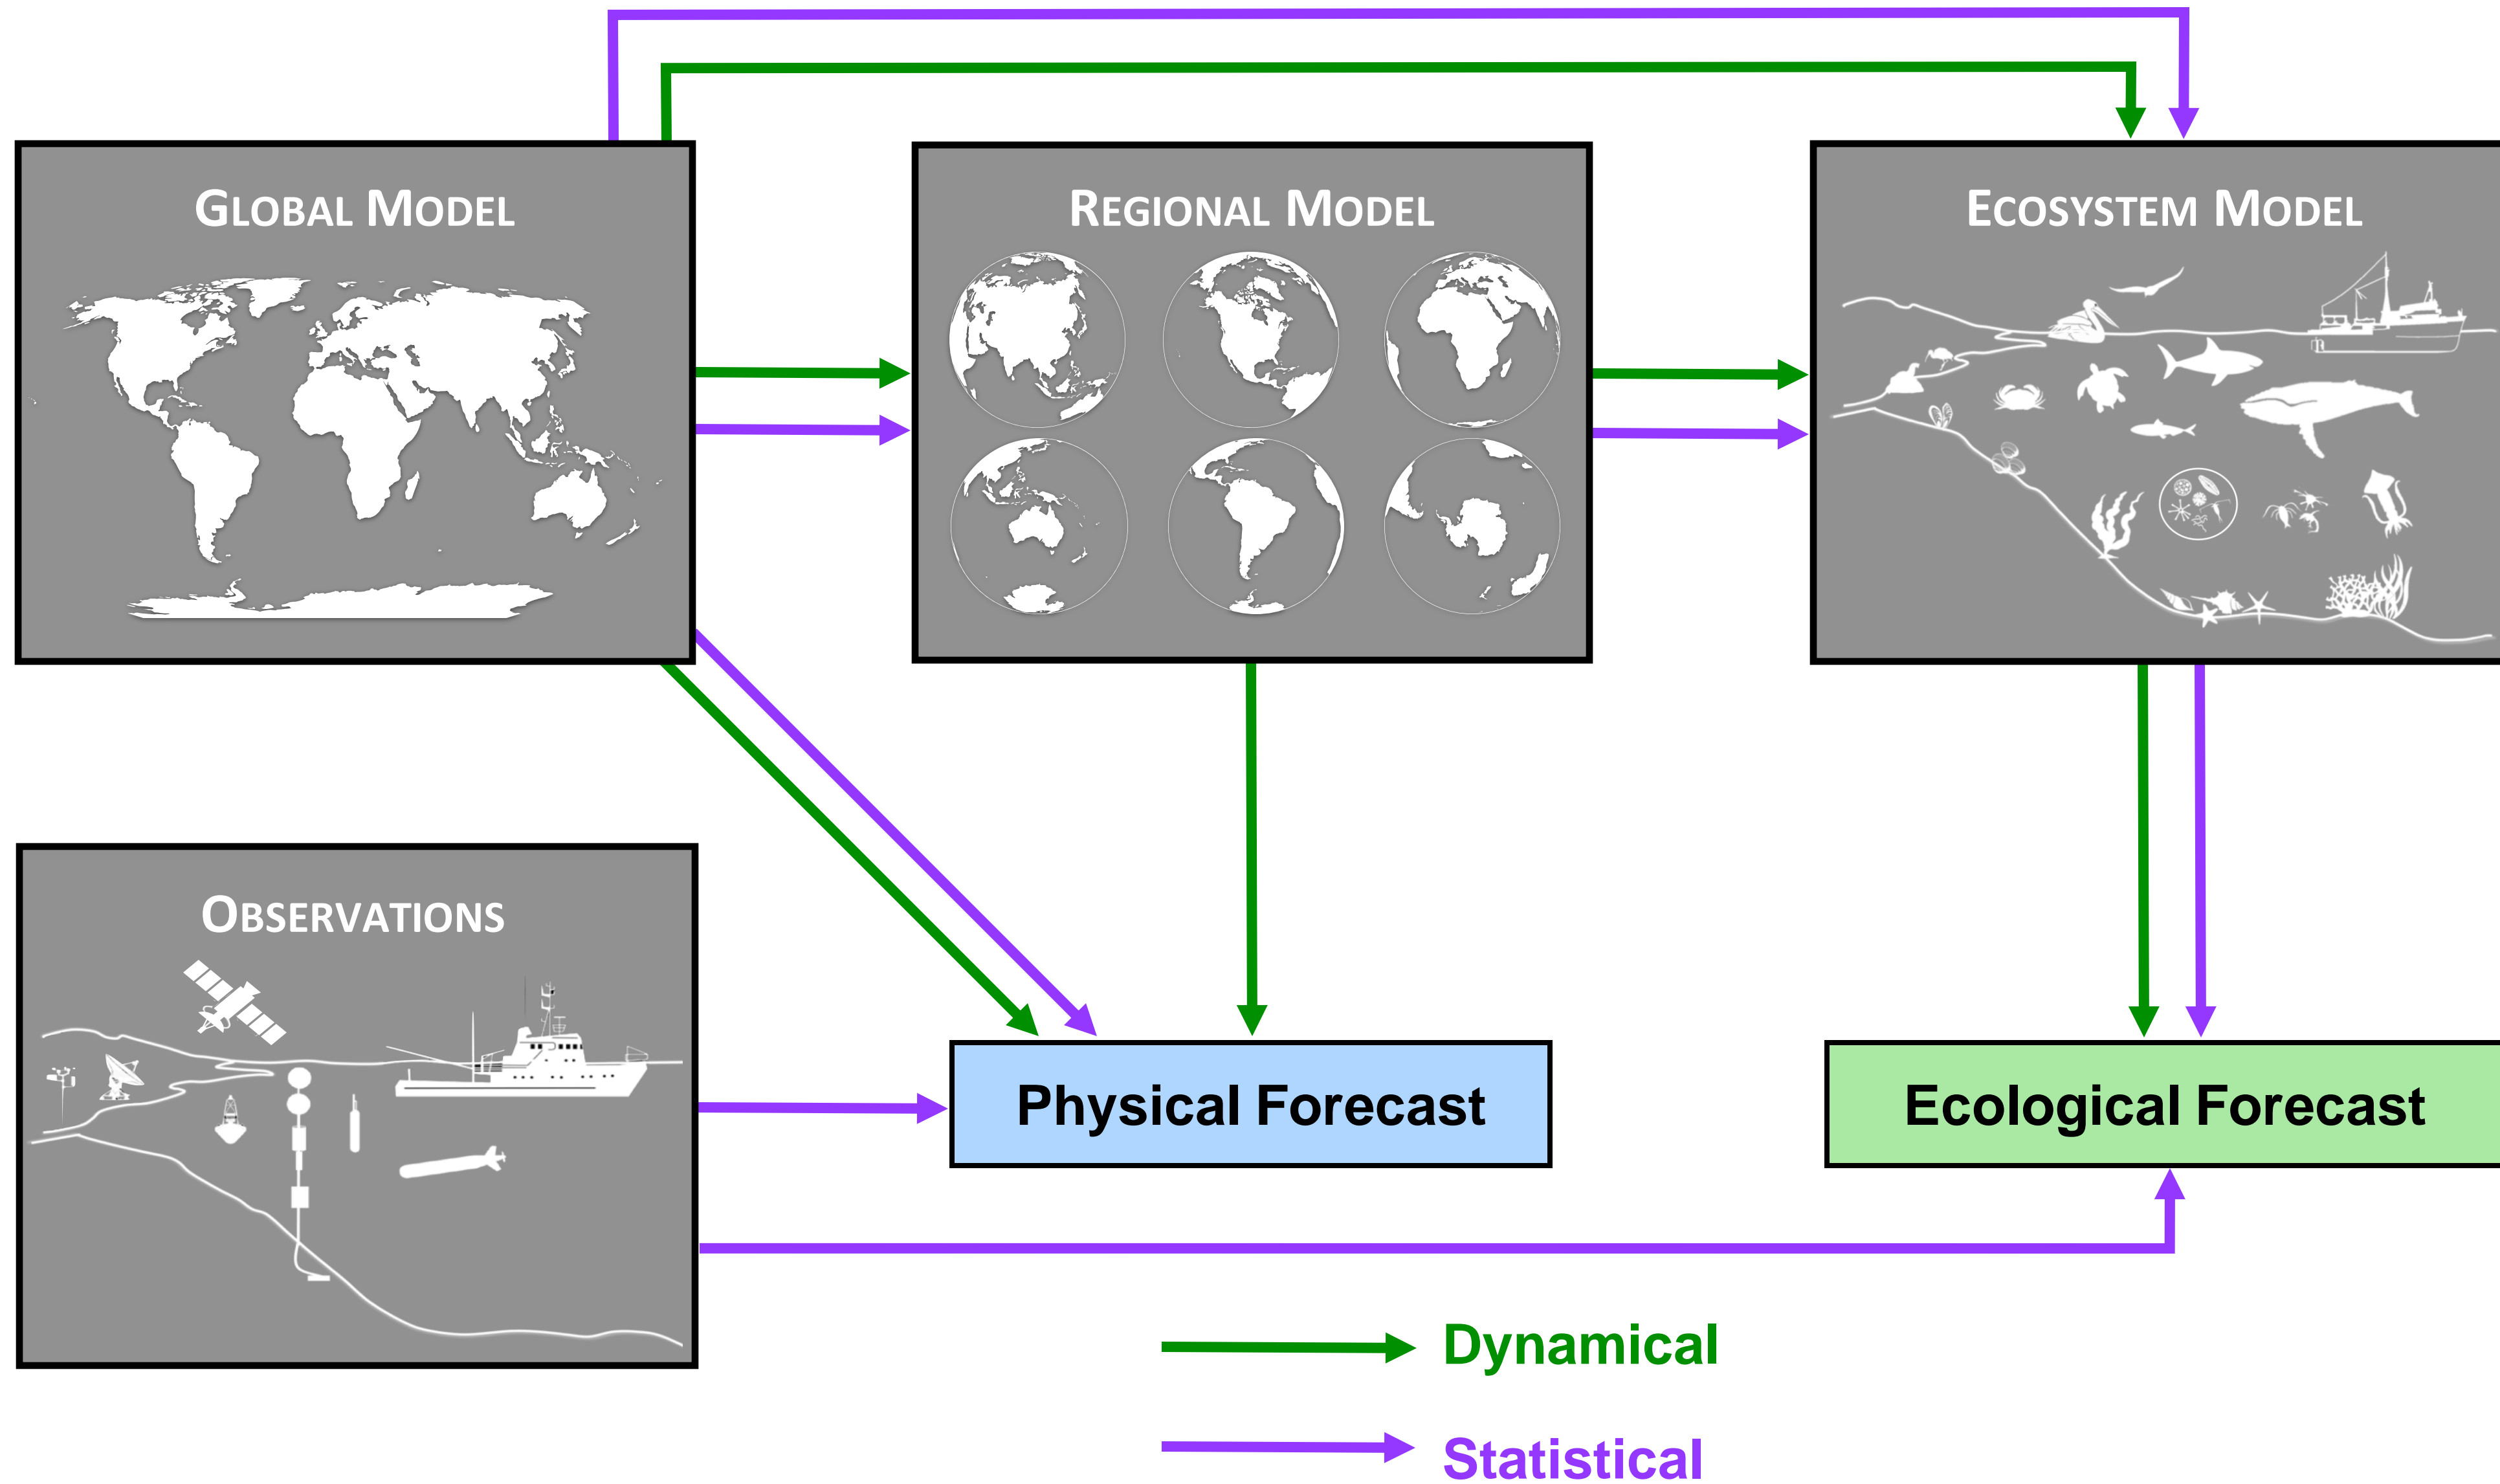 GLOBAL MODEL
REGIONAL MODEL
ECOSYSTEM MODEL
OBSERVATIONS
Physical Forecast
Ecological Forecast
Dynamical
Statistical